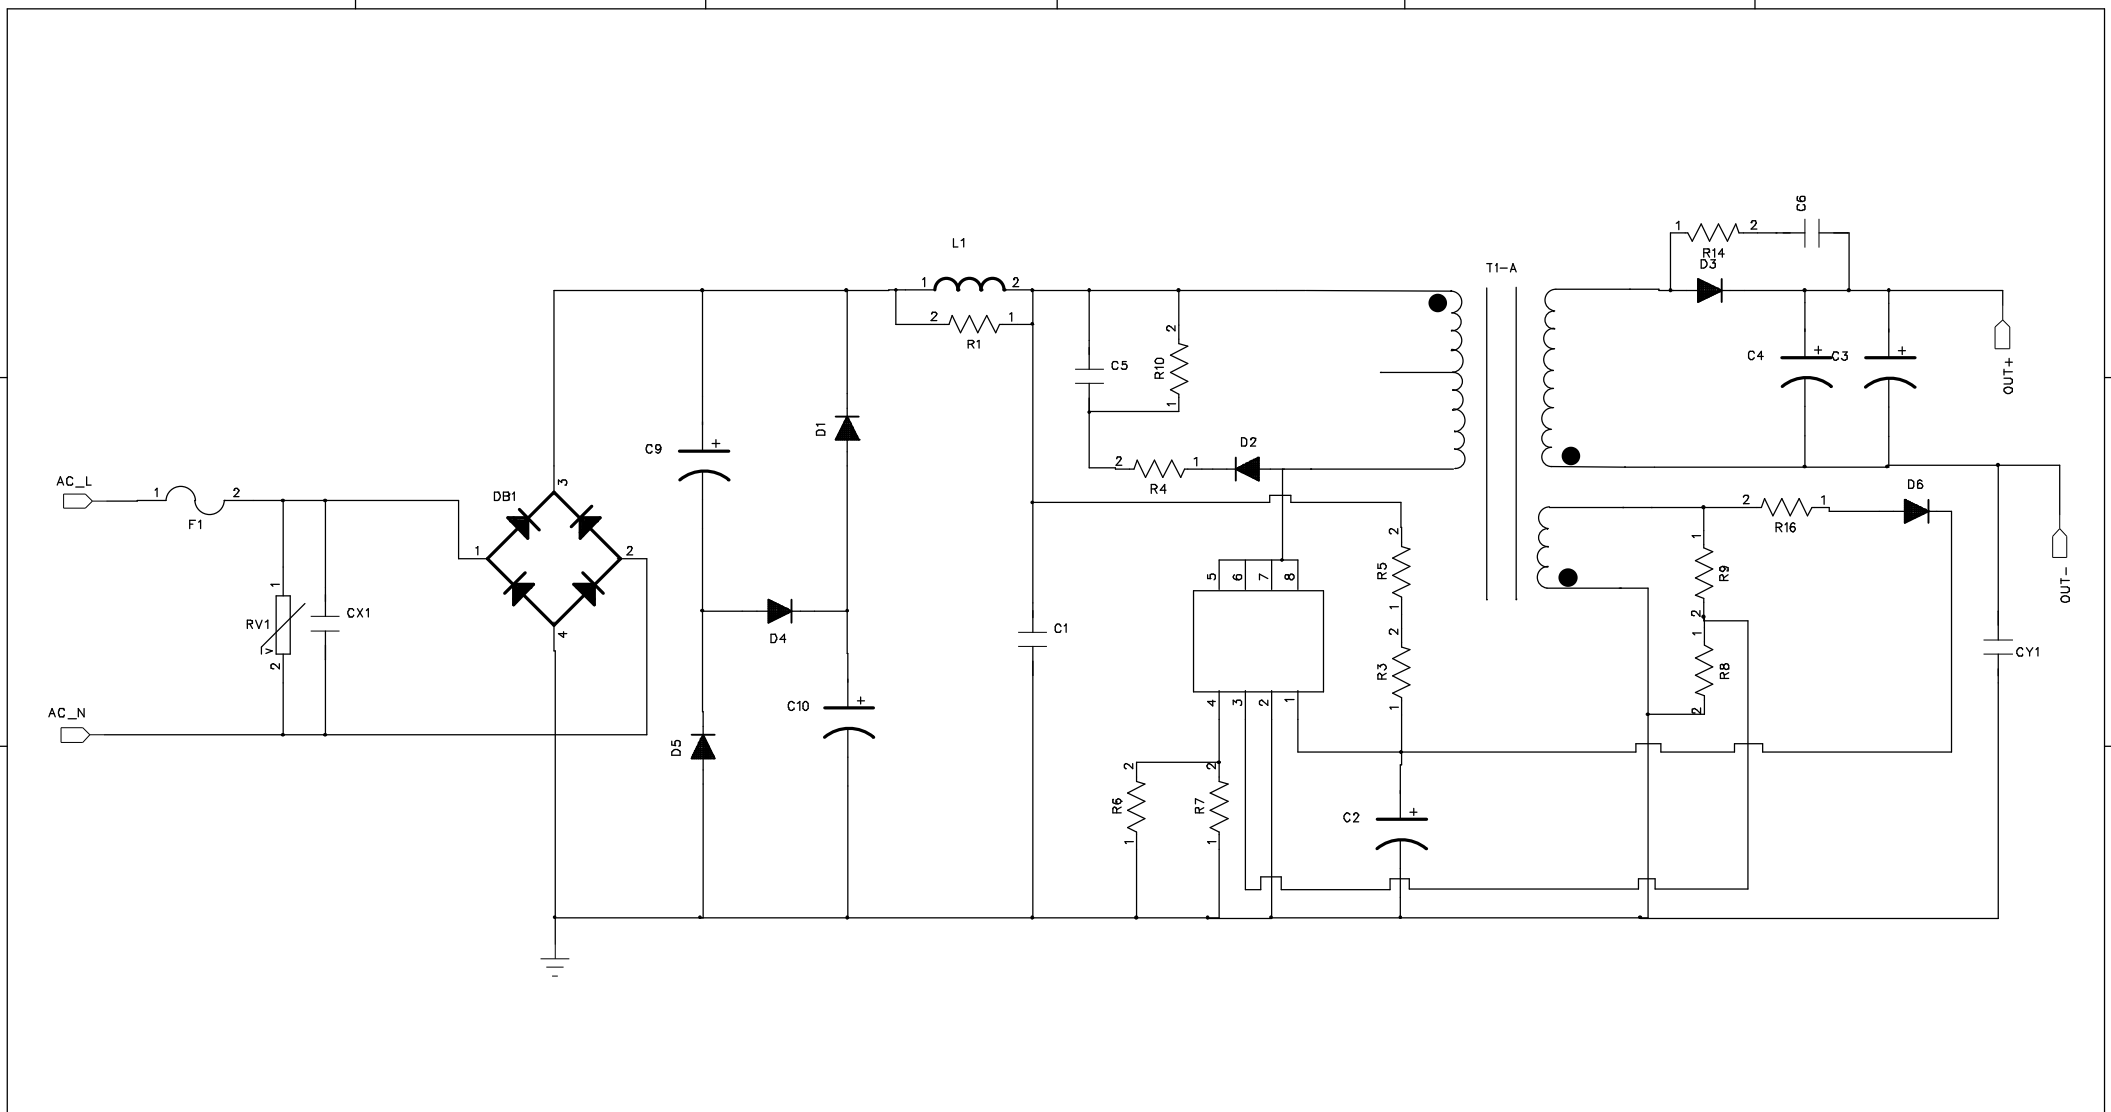 C6
1
2
R14
D3
L1
T1-A
1
2
2
1
R1
C5
R10
2
1
C4
+
C3
+
OUT+
D1
C9
+
D2
2
1
R4
AC_L
1
2
F1
DB1
3
1
2
4
D6
2
1
R16
2
R5
1
1
R9
2
OUT-
5
6
7
8
1
RV1
V
2
CX1
D4
C1
2
R3
1
1
R8
2
CY1
4
3
2
1
C10
+
AC_N
D5
2
R6
1
2
R7
1
C2
+